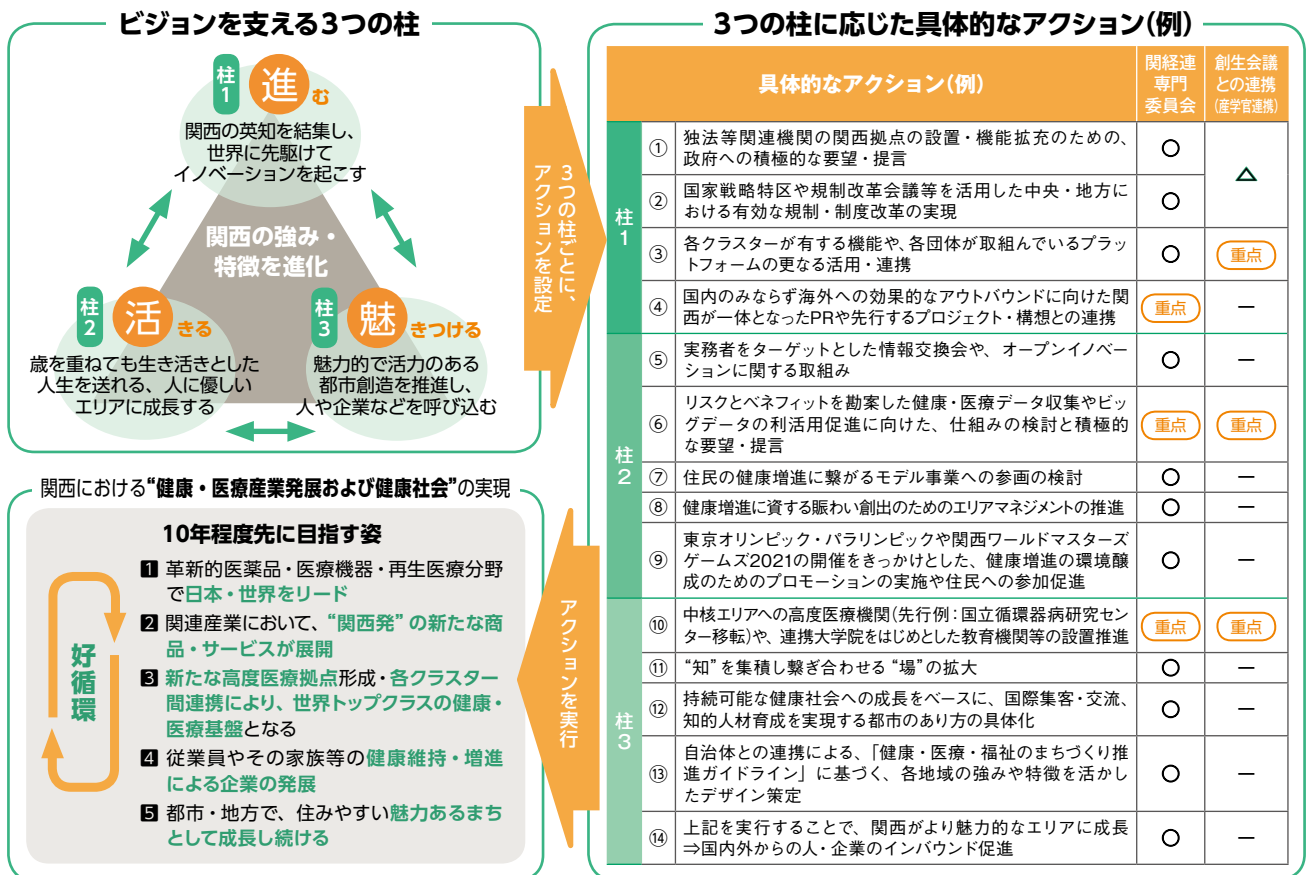 ビジョンを支える3つの柱
柱1
進む
関西の英知を結集し、
世界に先駆けて
イノベーションを起こす
関西の強み・
特徴を進化
柱2
活きる
歳を重ねても生き活きとした
人生を送れる、人に優しい
エリアに成長する
柱3
魅きつける
魅力的で活力のある
都市創造を推進し、
人や企業などを呼び込む
3つの柱ごとに、
アクションを設定
3つの柱に応じた具体的なアクション(例)
具体的なアクション(例)
関経連
専門
委員会
創生会議
との連携
(産学官連携)
柱1
① 独法等関連機関の関西拠点の設置・機能拡充のための、
政府への積極的な要望・提言
○
△
② 国家戦略特区や規制改革会議等を活用した中央・地方に
おける有効な規制・制度改革の実現
○
③ 各クラスターが有する機能や、各団体が取組んでいるプラッ
トフォームの更なる活用・連携
○ 重点
④ 国内のみならず海外への効果的なアウトバウンドに向けた関
西が一体となったPRや先行するプロジェクト・構想との連携
重点 ―
柱2
⑤ 実務者をターゲットとした情報交換会や、オープンイノベー
ションに関する取組み
○ ―
⑥ リスクとベネフィットを勘案した健康・医療データ収集やビッ
グデータの利活用促進に向けた、仕組みの検討と積極的
な要望・提言
重点 重点
⑦ 住民の健康増進に繋がるモデル事業への参画の検討 ○ ―
⑧ 健康増進に資する賑わい創出のためのエリアマネジメントの推進 ○ ―
⑨ 東京オリンピック・パラリンピックや関西ワールドマスターズ
ゲームズ2021の開催をきっかけとした、健康増進の環境醸
成のためのプロモーションの実施や住民への参加促進
○ ―
柱3
⑩ 中核エリアへの高度医療機関(先行例:国立循環器病研究セン
ター移転)や、連携大学院をはじめとした教育機関等の設置推進
重点 重点
⑪ “知”を集積し繋ぎ合わせる“場”の拡大 ○ ―
⑫ 持続可能な健康社会への成長をベースに、国際集客・交流、
知的人材育成を実現する都市のあり方の具体化
○ ―
⑬ 自治体との連携による、「健康・医療・福祉のまちづくり推
進ガイドライン」に基づく、各地域の強みや特徴を活かし
たデザイン策定
○ ―
⑭ 上記を実行することで、関西がより魅力的なエリアに成長
⇒国内外からの人・企業のインバウンド促進
○ ―
アクションを実行
関西における“健康・医療産業発展および健康社会”の実現
10年程度先に目指す姿
好循環
1 革新的医薬品・医療機器・再生医療分野
で日本・世界をリード
2 関連産業において、“関西発”の新たな商
品・サービスが展開
3 新たな高度医療拠点形成・各クラスター
間連携により、世界トップクラスの健康・
医療基盤となる
4 従業員やその家族等の健康維持・増進
による企業の発展
5 都市・地方で、住みやすい魅力あるまち
として成長し続ける